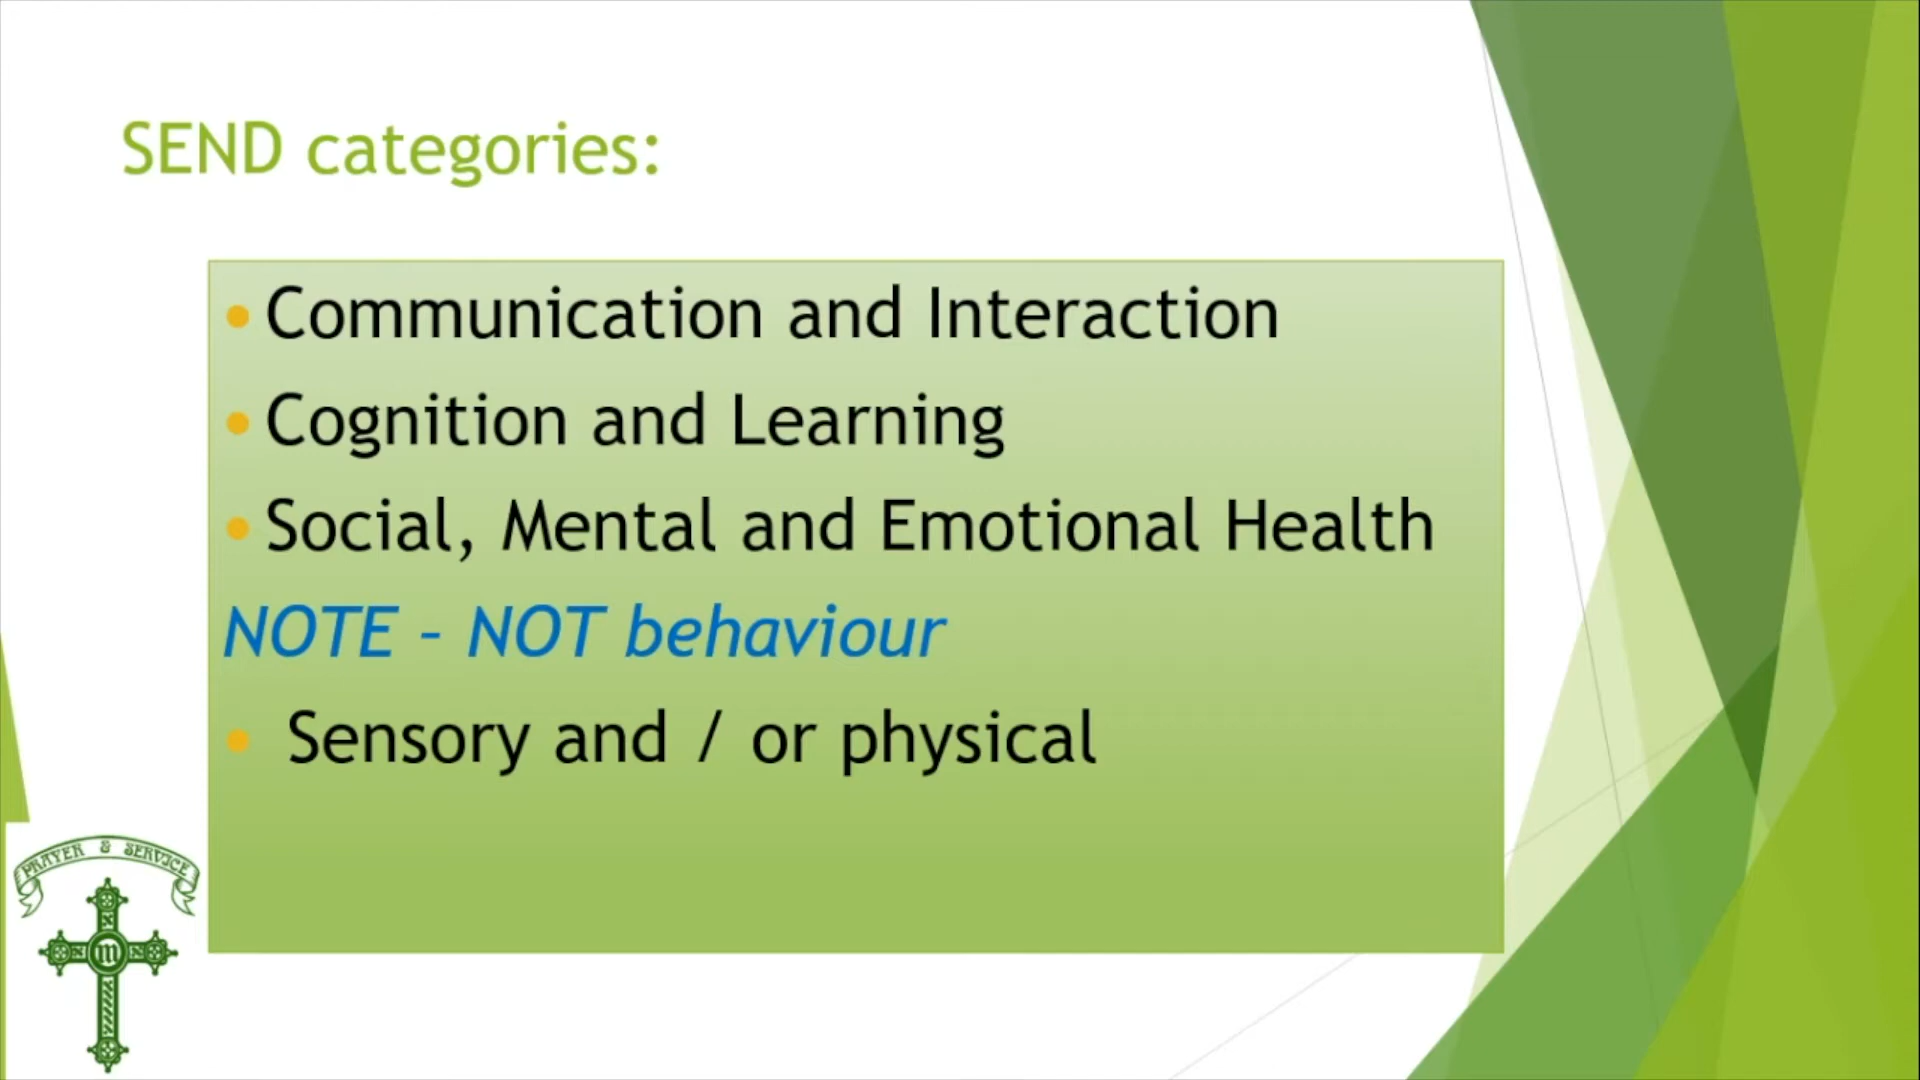 SEND categories:
• Communication and Interaction
• Cognition and Learning
• Social, Mental and Emotional Health
NOTE – NOT behaviour
• Sensory and / or physical
PRAYER & SERVICE
m